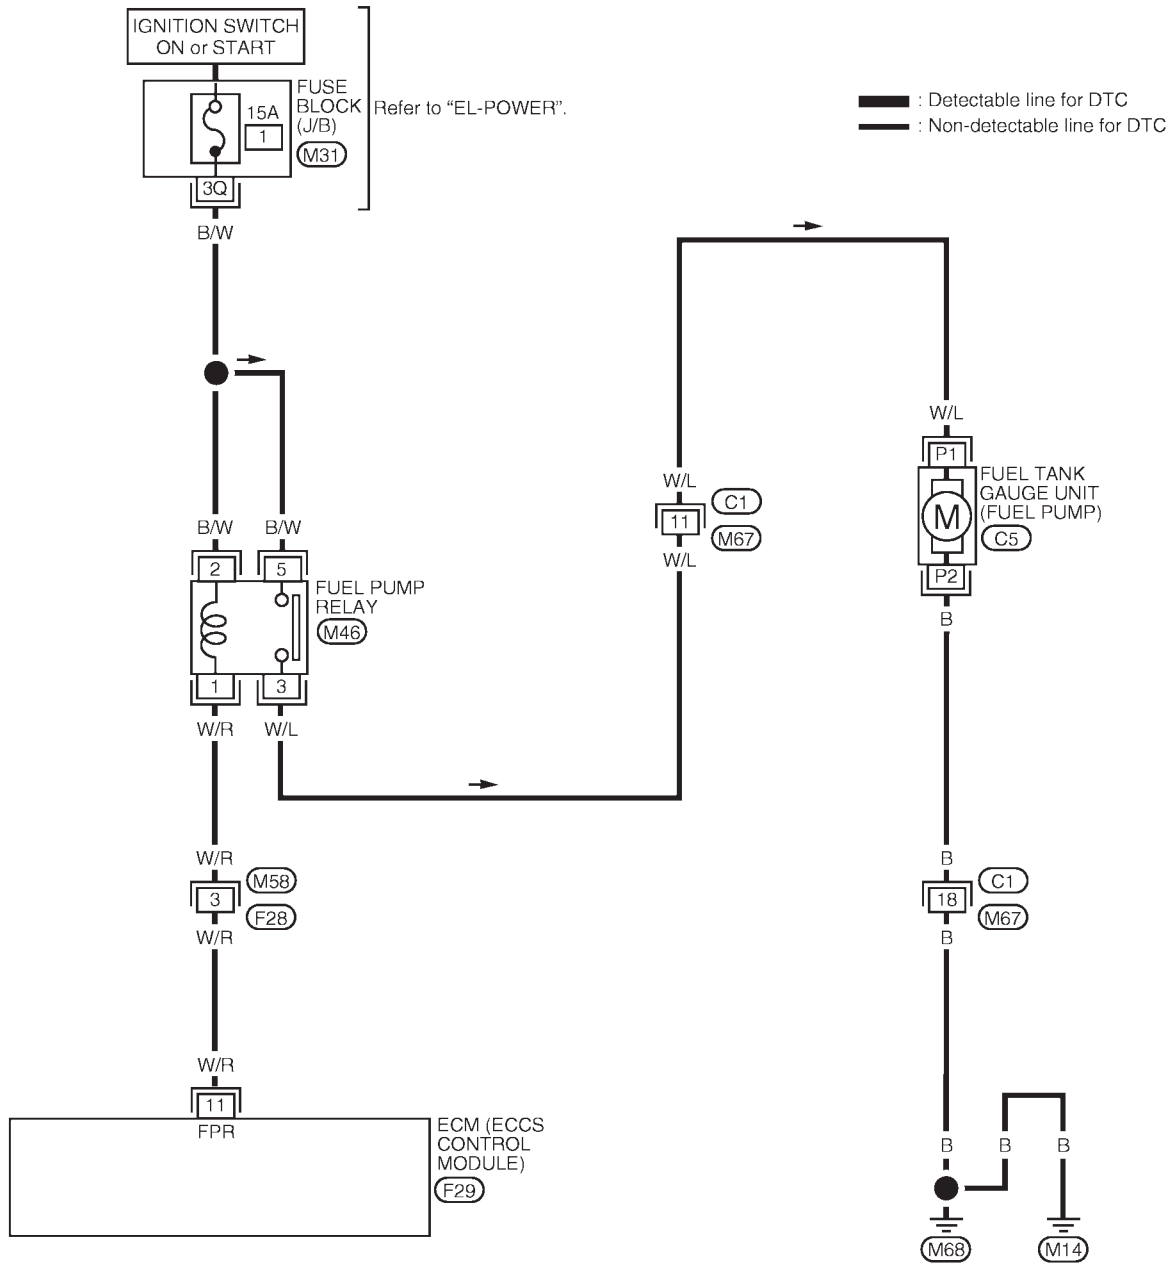 IGNITION SWITCH
ON or START
FUSE
BLOCK
(J/B)
M31
15A
1
Refer to “EL-POWER”.
: Detectable line for DTC
: Non-detectable line for DTC
3Q
B/W
B/W
B/W
2
5
FUEL PUMP
RELAY
M46
1
3
W/R
W/L
W/L
11
C1
M67
W/L
W/L
P1
FUEL TANK
GAUGE UNIT
(FUEL PUMP)
C5
M
P2
B
W/R
3
M58
F28
W/R
B
18
C1
M67
B
W/R
11
FPR
ECM (ECCS
CONTROL
MODULE)
F29
B
B
B
M68
M14